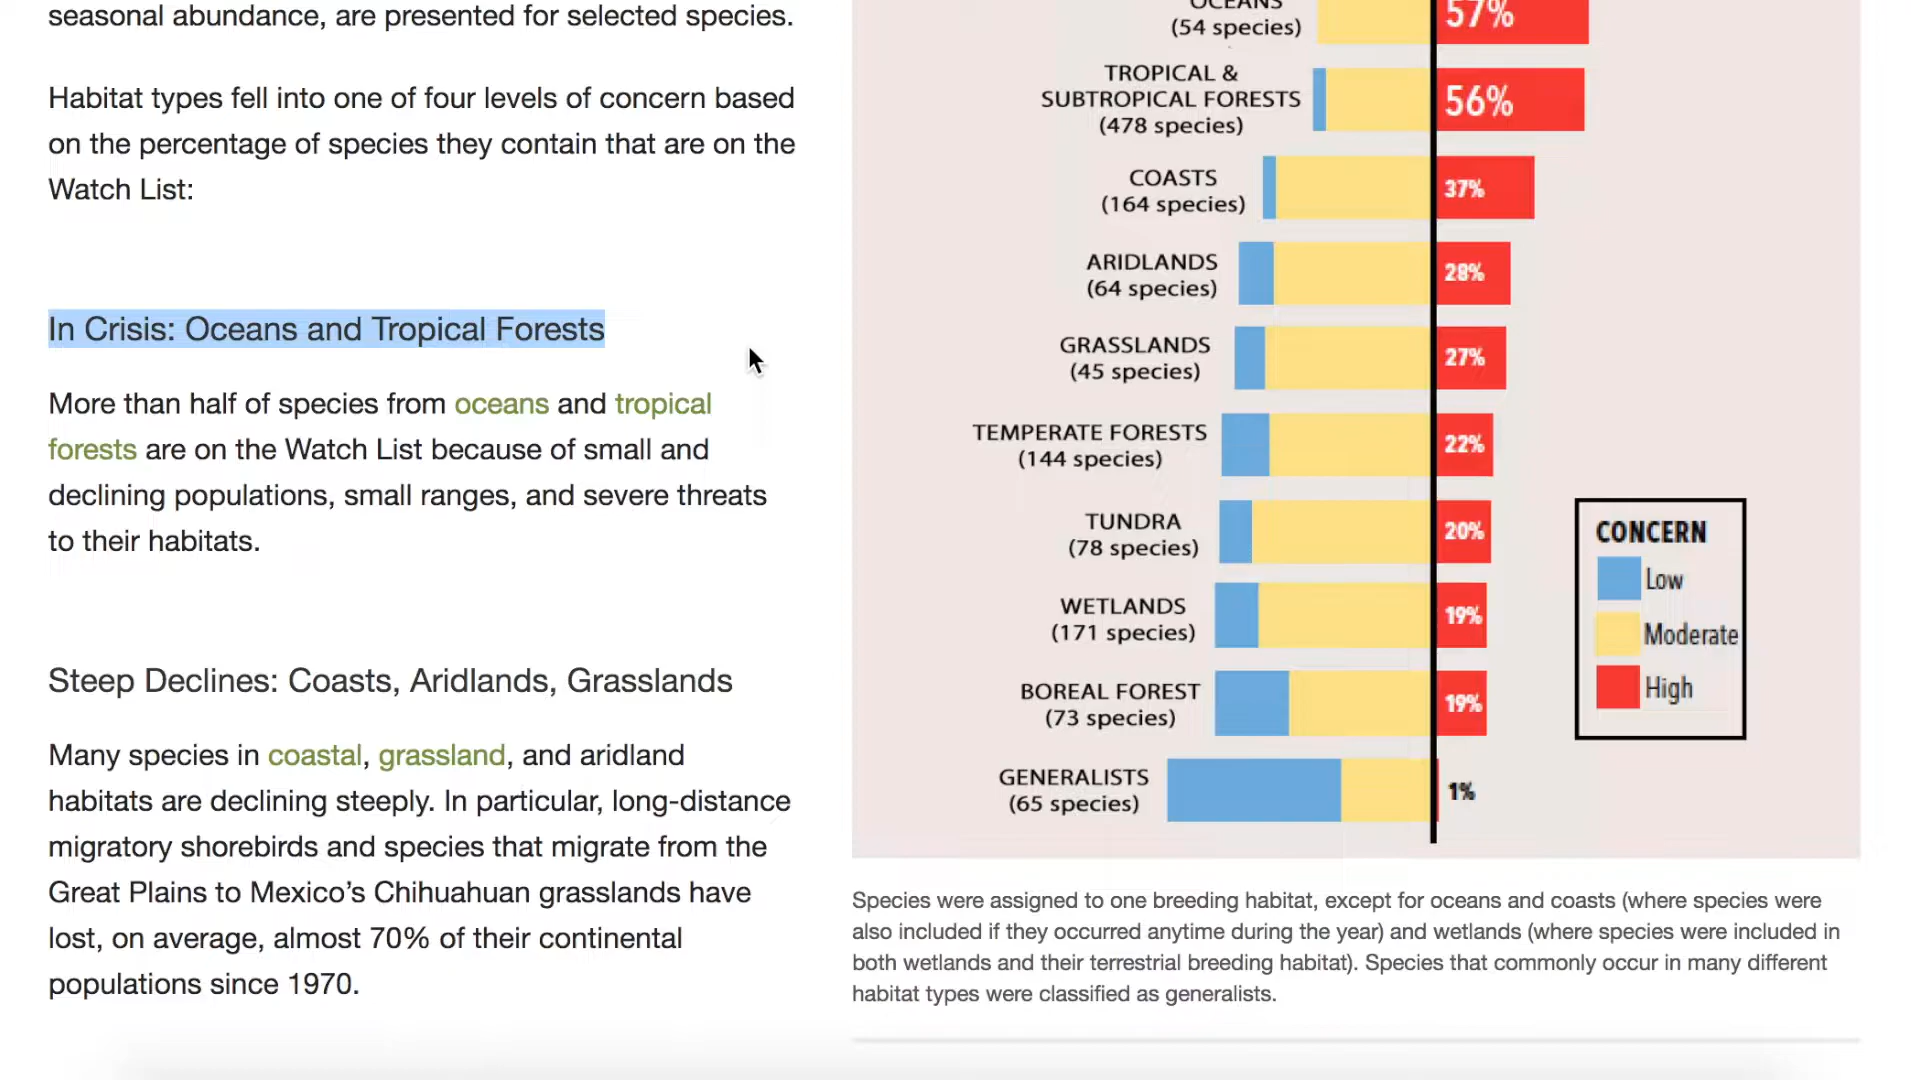 seasonal abundance, are presented for selected species.
Habitat types fell into one of four levels of concern based
on the percentage of species they contain that are on the
Watch List:
In Crisis: Oceans and Tropical Forests
More than half of species from oceans and tropical
forests are on the Watch List because of small and
declining populations, small ranges, and severe threats
to their habitats.
Steep Declines: Coasts, Aridlands, Grasslands
Many species in coastal, grassland, and aridland
habitats are declining steeply. In particular, long-distance
migratory shorebirds and species that migrate from the
Great Plains to Mexico’s Chihuahuan grasslands have
lost, on average, almost 70% of their continental
populations since 1970.
OCEANS
(54 species)
57%
TROPICAL &
SUBTROPICAL FORESTS
(478 species)
56%
COASTS
(164 species)
37%
ARIDLANDS
(64 species)
28%
GRASSLANDS
(45 species)
27%
TEMPERATE FORESTS
(144 species)
22%
TUNDRA
(78 species)
20%
WETLANDS
(171 species)
19%
BOREAL FOREST
(73 species)
19%
GENERALISTS
(65 species)
1%
CONCERN
Low
Moderate
High
Species were assigned to one breeding habitat, except for oceans and coasts (where species were
also included if they occurred anytime during the year) and wetlands (where species were included in
both wetlands and their terrestrial breeding habitat). Species that commonly occur in many different
habitat types were classified as generalists.